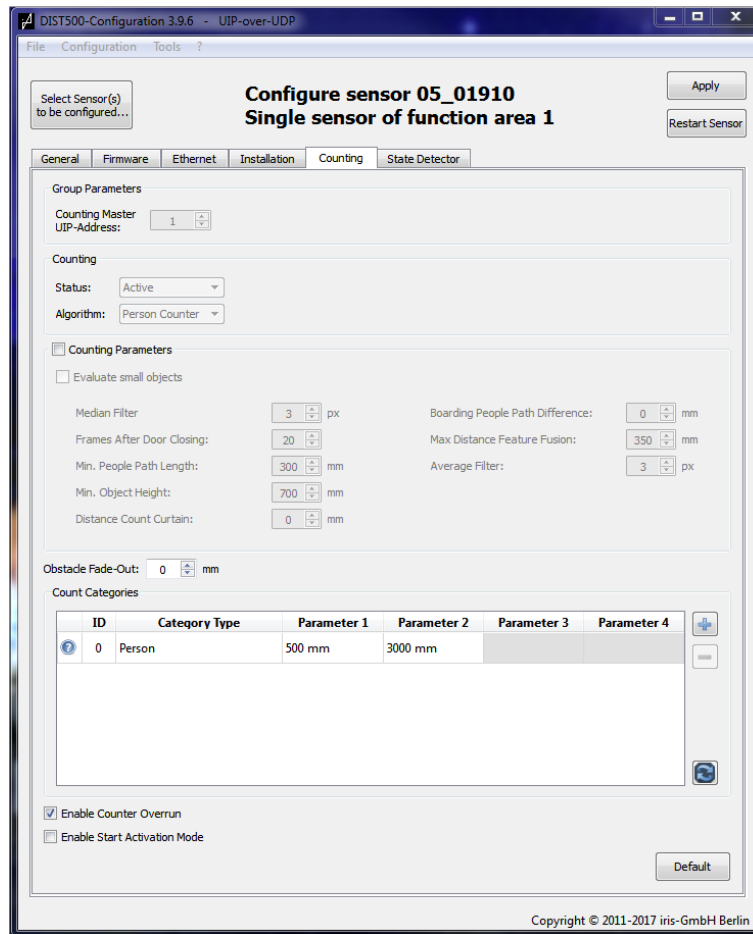 DIST500-Configuration 3.9.6 - UIP-over-UDP
File Configuration Tools ?
Select Sensor(s)
to be configured...
Configure sensor 05_01910
Single sensor of function area 1
Apply
Restart Sensor
General Firmware Ethernet Installation Counting State Detector
Group Parameters
Counting Master
UIP-Address: 1
Counting
Status: Active
Algorithm: Person Counter
Counting Parameters
Evaluate small objects
Median Filter 3 px Boarding People Path Difference: 0 mm
Frames After Door Closing: 20 Max Distance Feature Fusion: 350 mm
Min. People Path Length: 300 mm Average Filter: 3 px
Min. Object Height: 700 mm
Distance Count Curtain: 0 mm
Obstacle Fade-Out: 0 mm
Count Categories
ID Category Type Parameter 1 Parameter 2 Parameter 3 Parameter 4
? 0 Person 500 mm 3000 mm
Enable Counter Overrun
Enable Start Activation Mode
Default
Copyright © 2011-2017 iris-GmbH Berlin